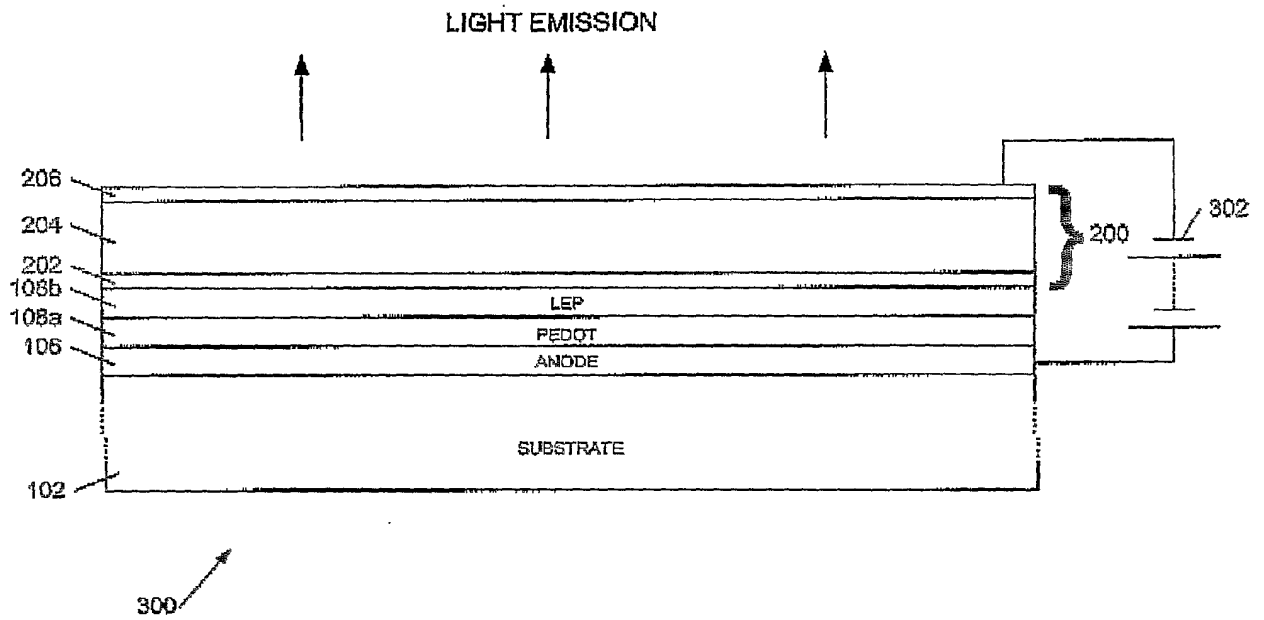 LIGHT EMISSION
206
204
202
108b
108a
106
102
LEP
PEDOT
ANODE
SUBSTRATE
200
302
300